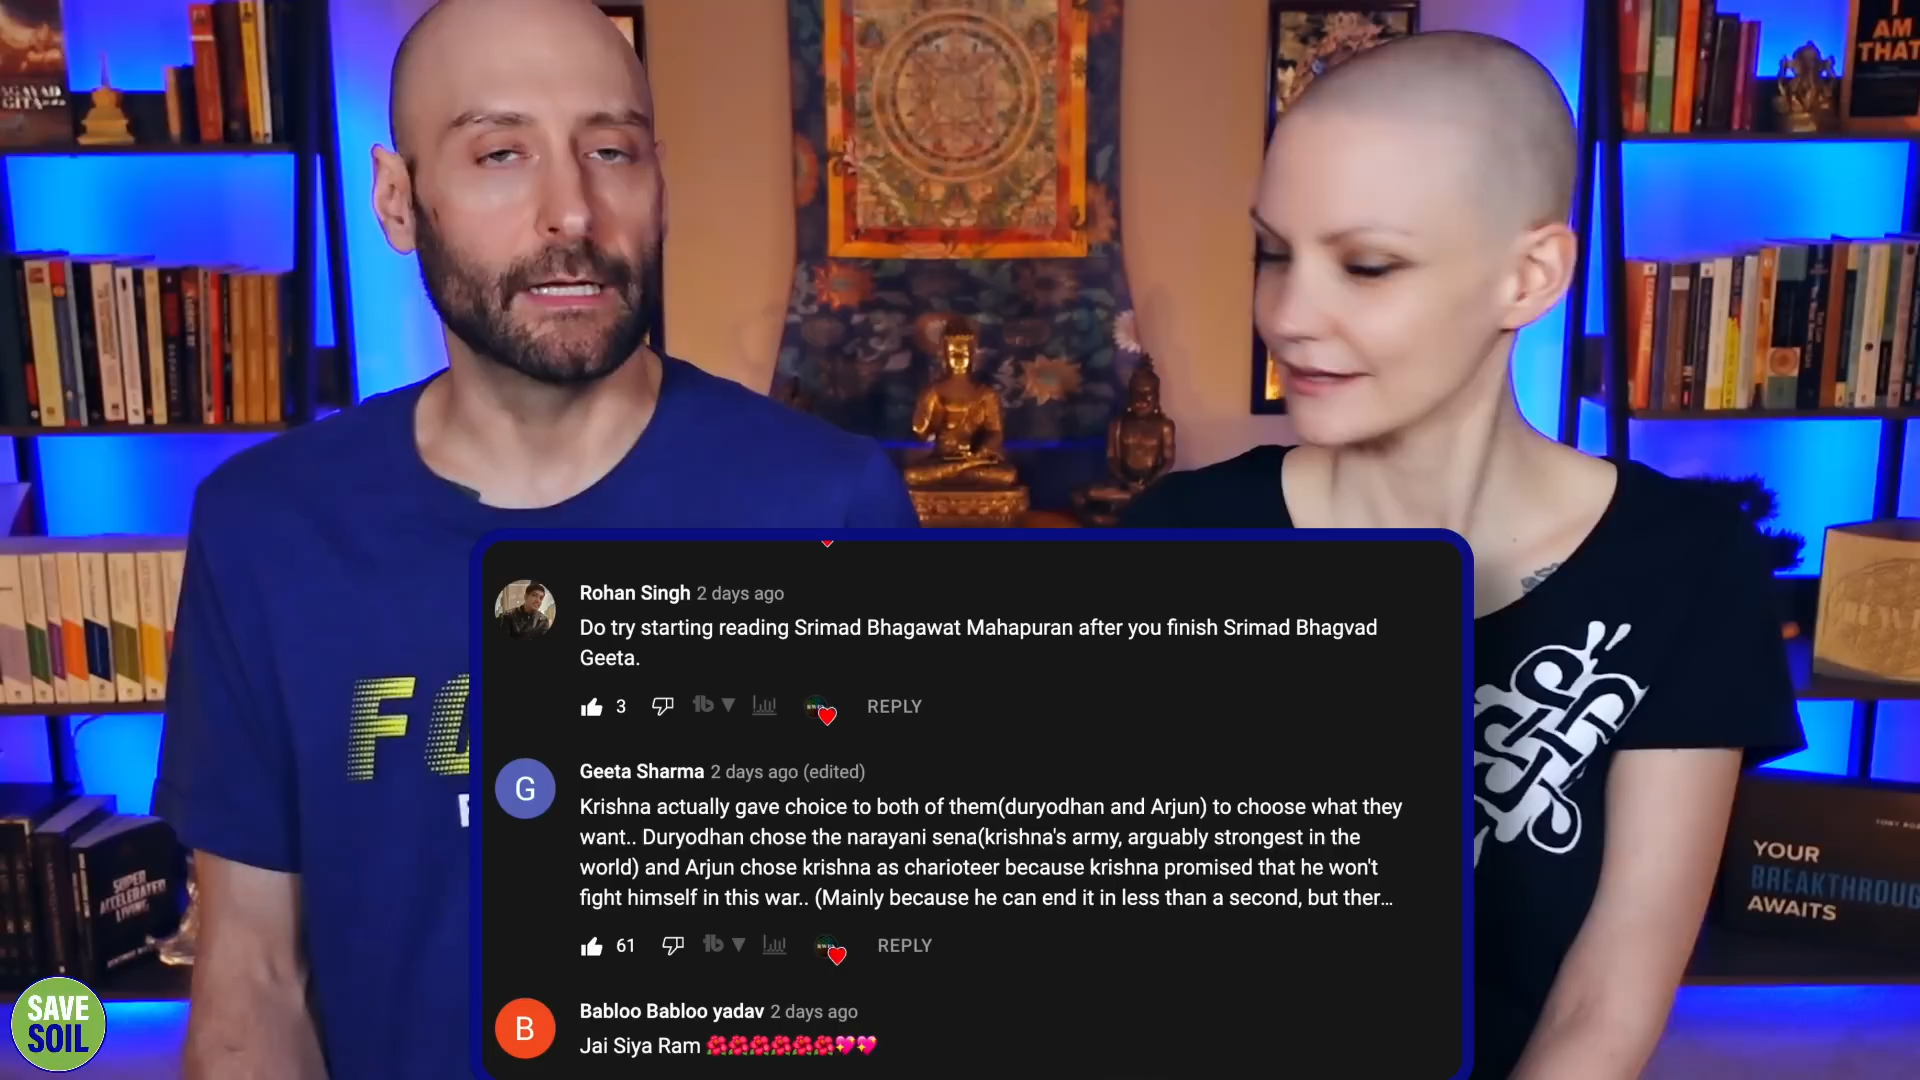 I
AM
THAT
GITA
Rohan Singh 2 days ago
Do try starting reading Srimad Bhagawat Mahapuran after you finish Srimad Bhagvad
Geeta.
3 REPLY
G
Geeta Sharma 2 days ago (edited)
Krishna actually gave choice to both of them(duryodhan and Arjun) to choose what they
want.. Duryodhan chose the narayani sena(krishna's army, arguably strongest in the
world) and Arjun chose krishna as charioteer because krishna promised that he won't
fight himself in this war.. (Mainly because he can end it in less than a second, but ther...
61 REPLY
B
Babloo Babloo yadav 2 days ago
Jai Siya Ram 🌺🌺🌺🌺🌺🌺💖💖
SUPER
ACCELERATED
LIVING
YOUR
BREAKTHROUG
AWAITS
SAVE
SOIL